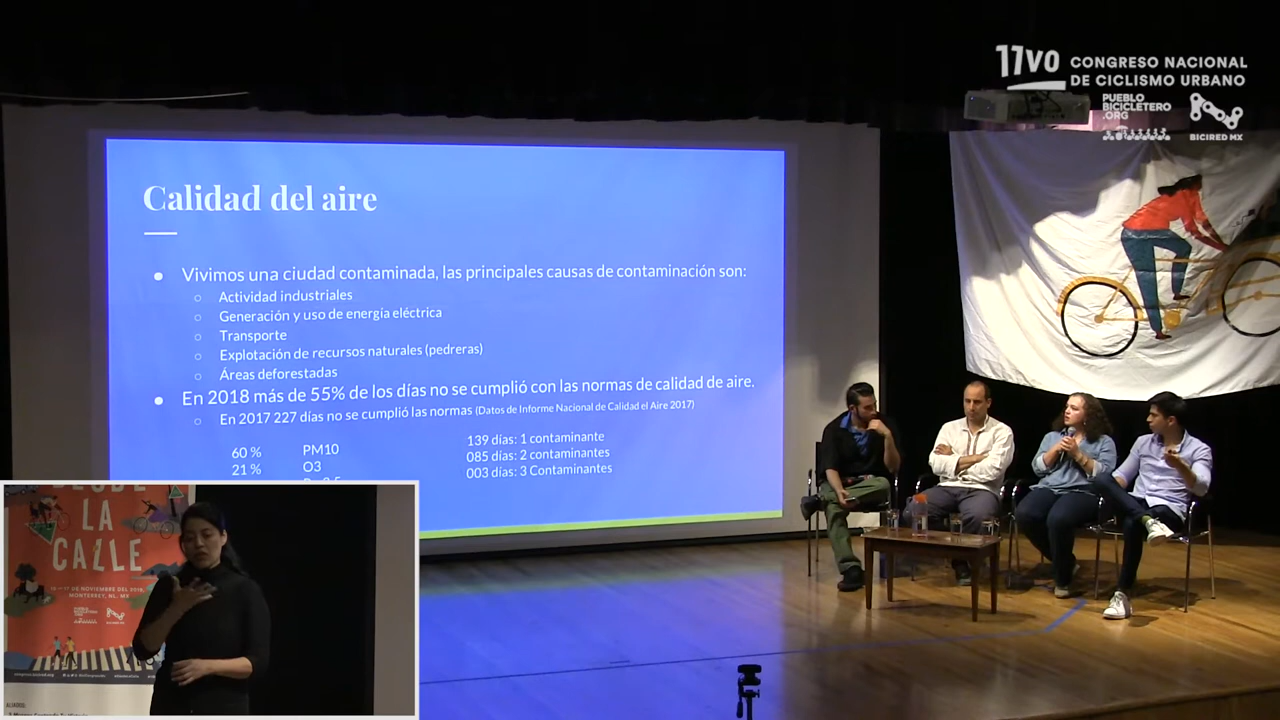 11vo CONGRESO NACIONAL
DE CICLISMO URBANO
PUEBLO
BICICLETERO
.ORG
BICIRED MX
Calidad del aire
● Vivimos una ciudad contaminada, las principales causas de contaminación son:
○ Actividad industriales
○ Generación y uso de energía eléctrica
○ Transporte
○ Explotación de recursos naturales (pedreras)
○ Áreas deforestadas
● En 2018 más de 55% de los días no se cumplió con las normas de calidad de aire.
○ En 2017 227 días no se cumplió las normas (Datos de Informe Nacional de Calidad el Aire 2017)
60 % PM10
21 % O3
139 días: 1 contaminante
085 días: 2 contaminantes
003 días: 3 Contaminantes
DESDE
LA
CALLE
DE NOVIEMBRE DEL 2018,
MONTERREY, NL. MX